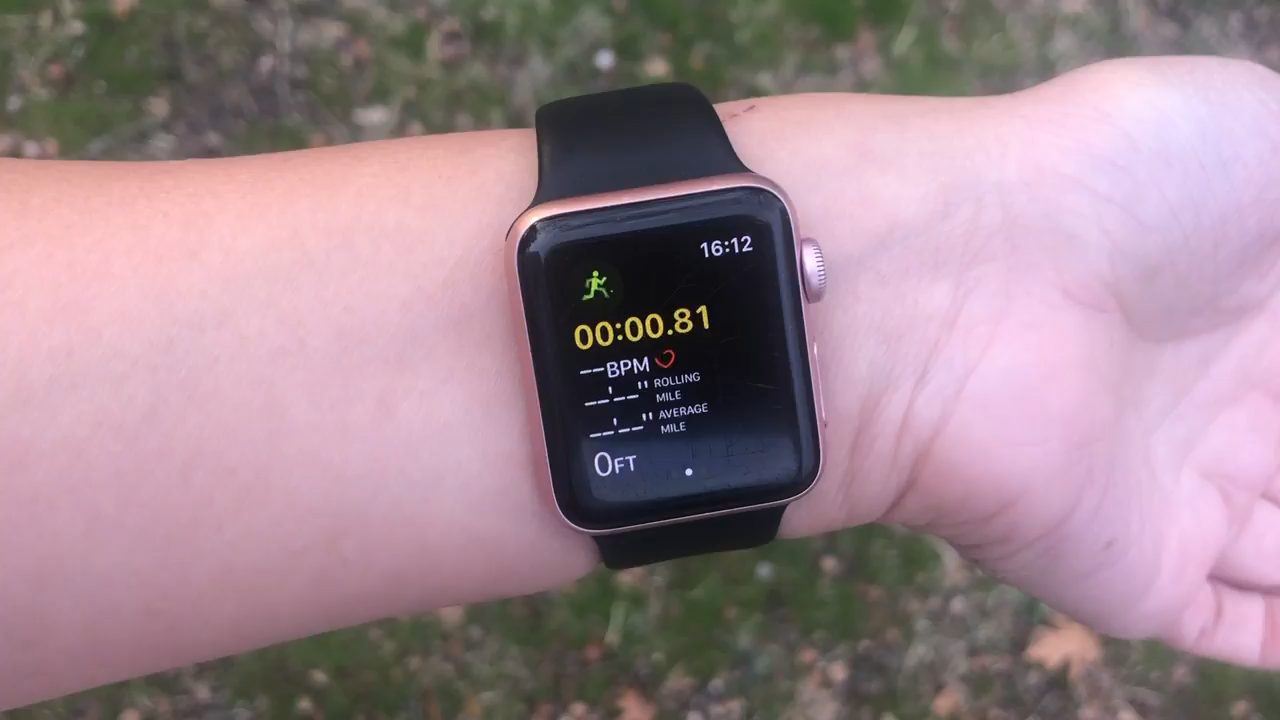 16:12
00:00.81
--BPM
--'--" ROLLING MILE
--'--" AVERAGE MILE
0FT